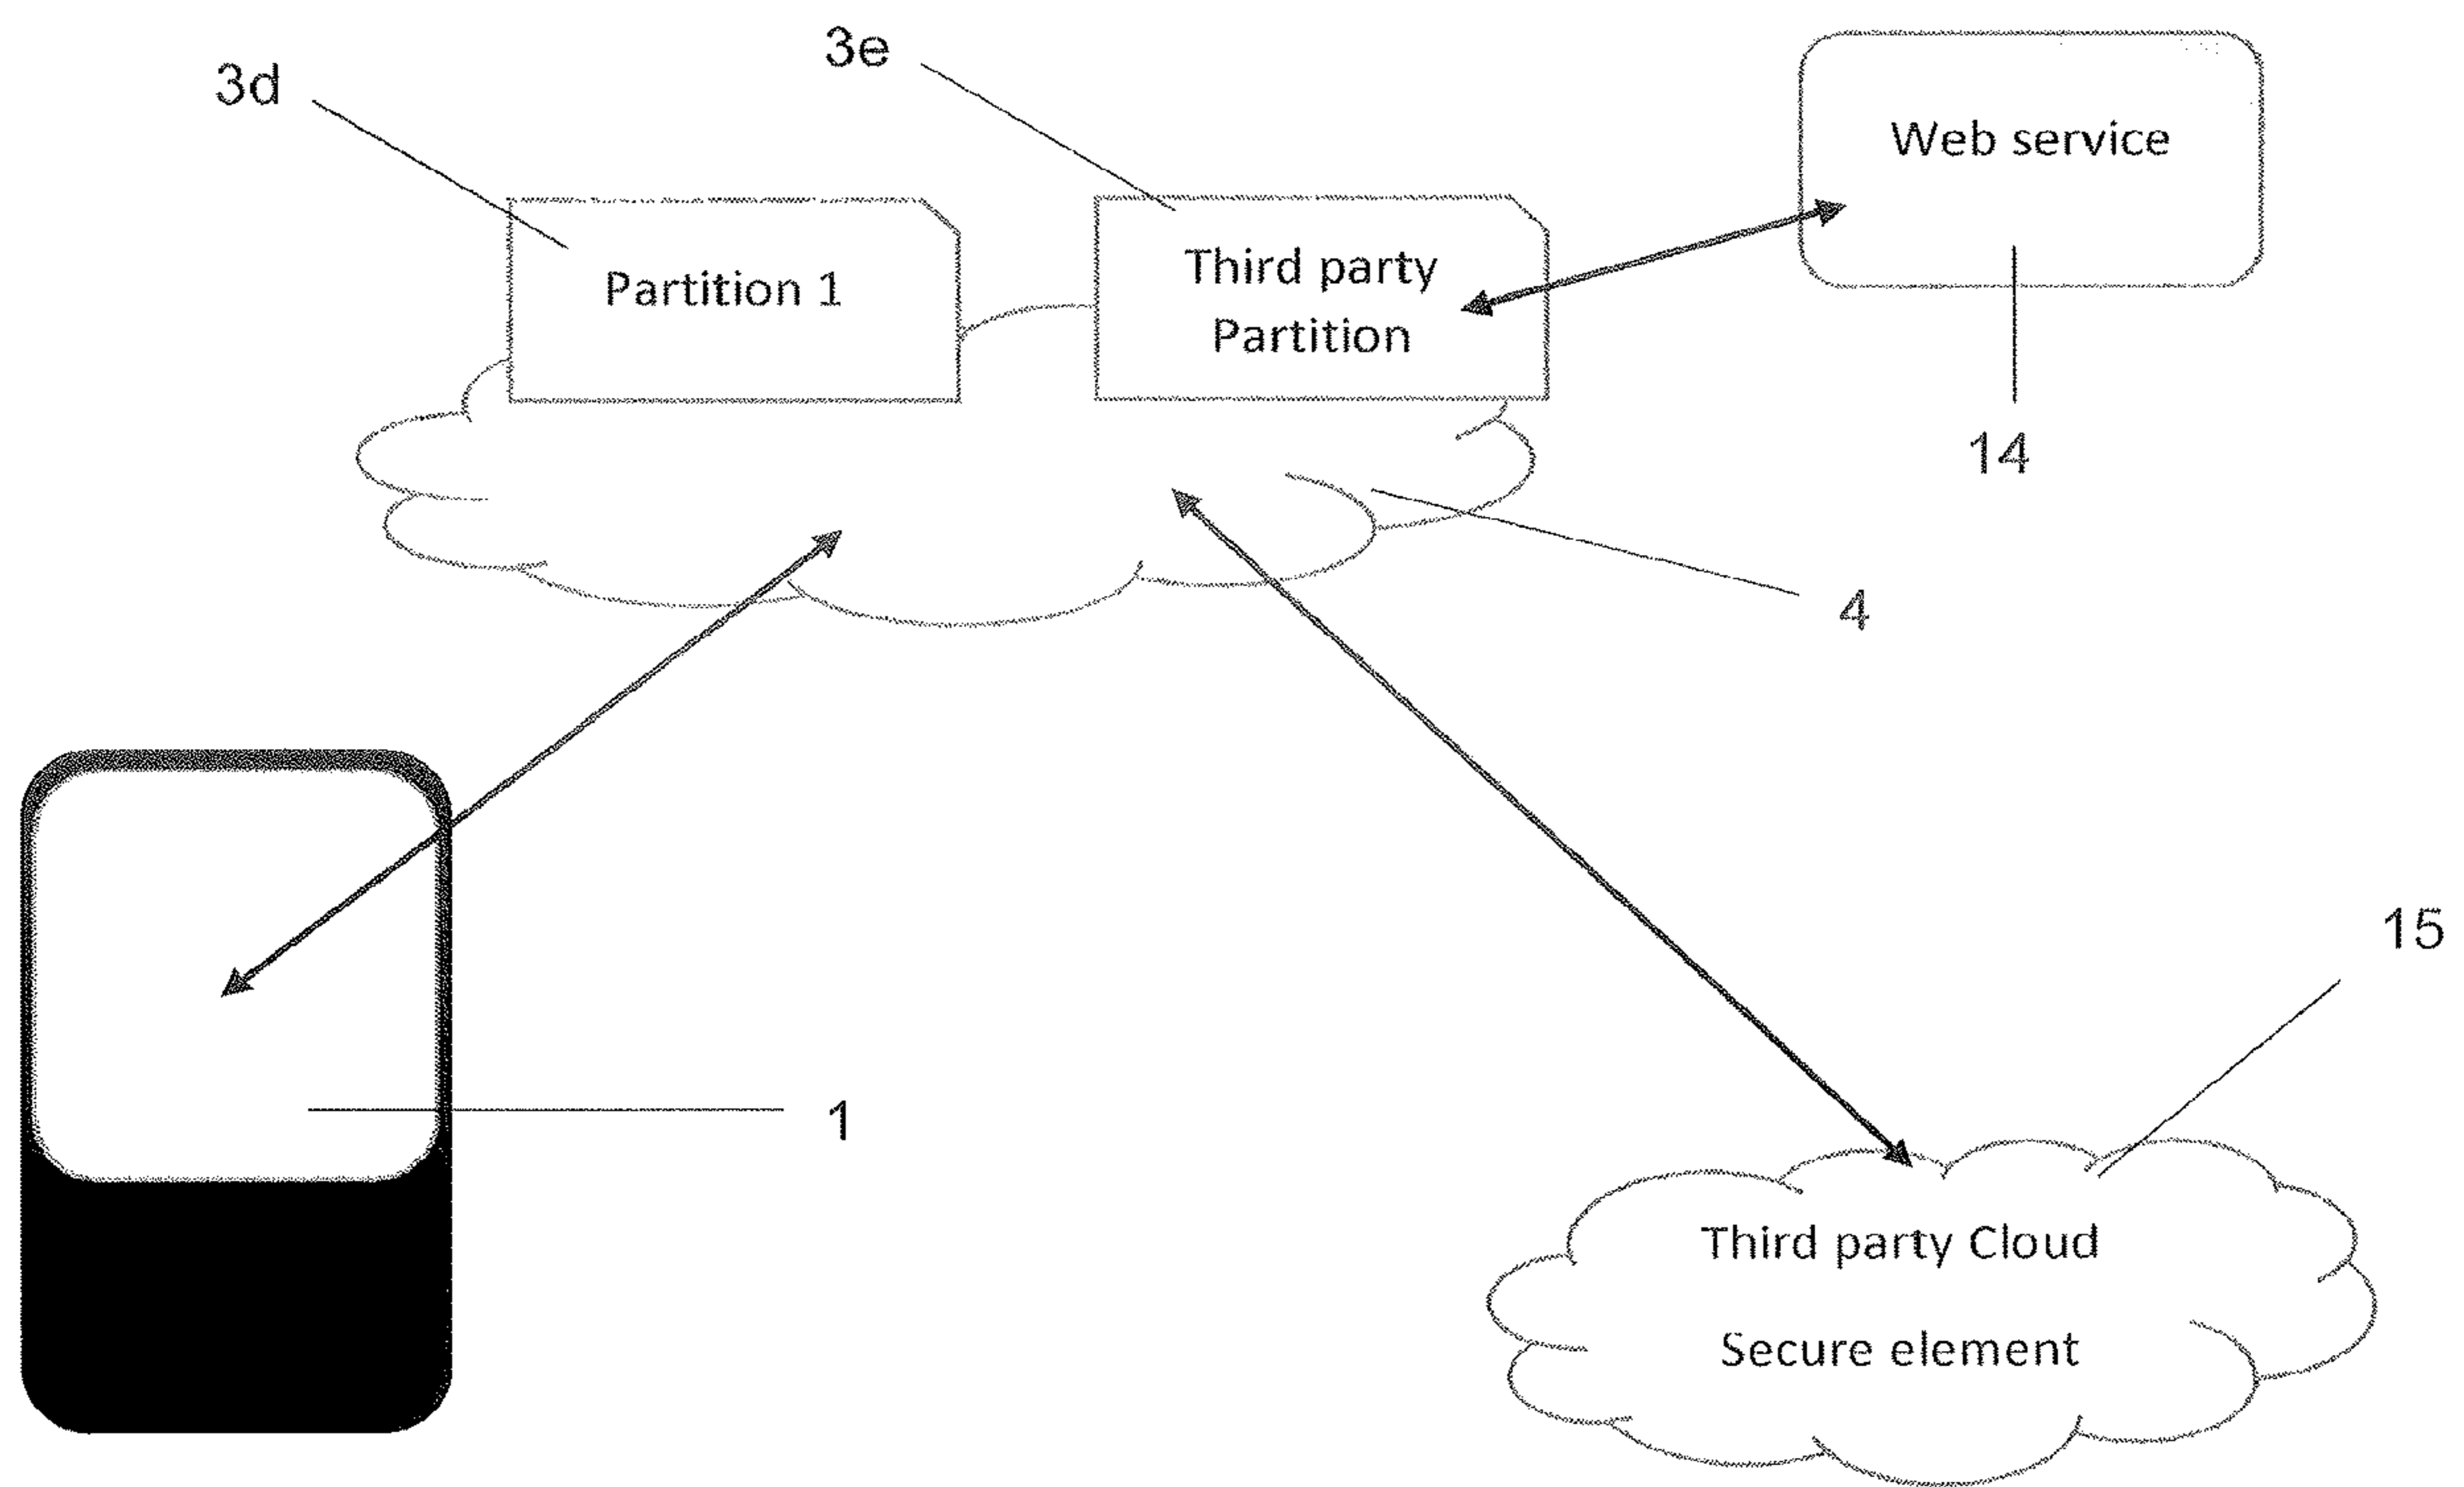 3d
3e
Web service
Partition 1
Third party
Partition
14
4
15
1
Third party Cloud
Secure element